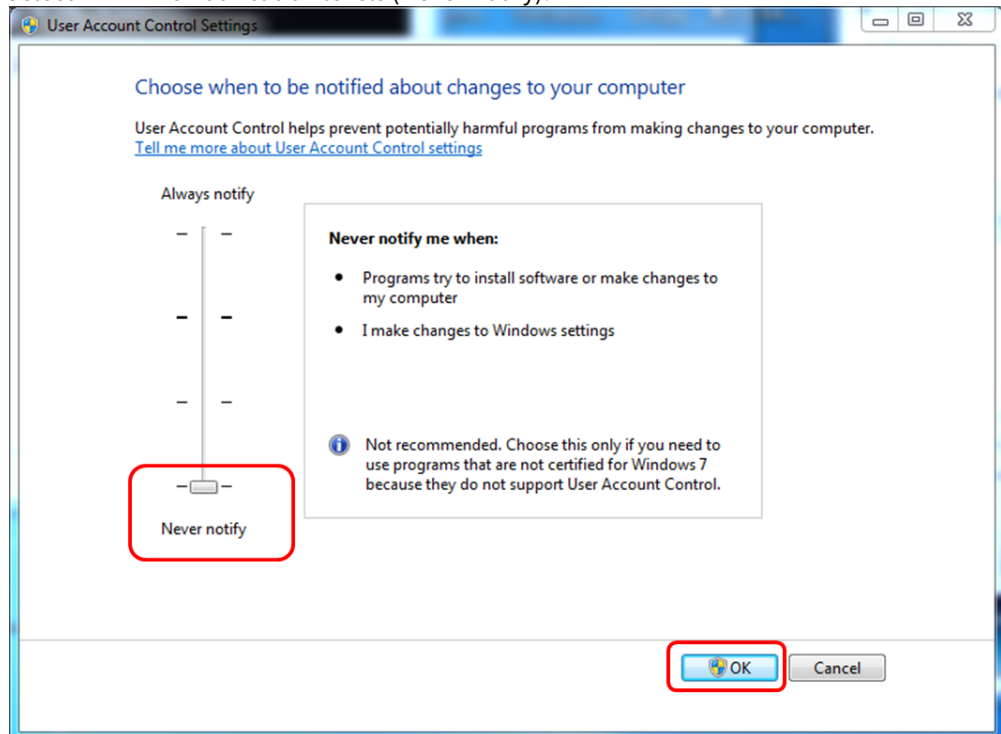 User Account Control Settings
Choose when to be notified about changes to your computer
User Account Control helps prevent potentially harmful programs from making changes to your computer.
Tell me more about User Account Control settings
Always notify
Never notify me when:
• Programs try to install software or make changes to
my computer
• I make changes to Windows settings
Not recommended. Choose this only if you need to
use programs that are not certified for Windows 7
because they do not support User Account Control.
Never notify
OK
Cancel